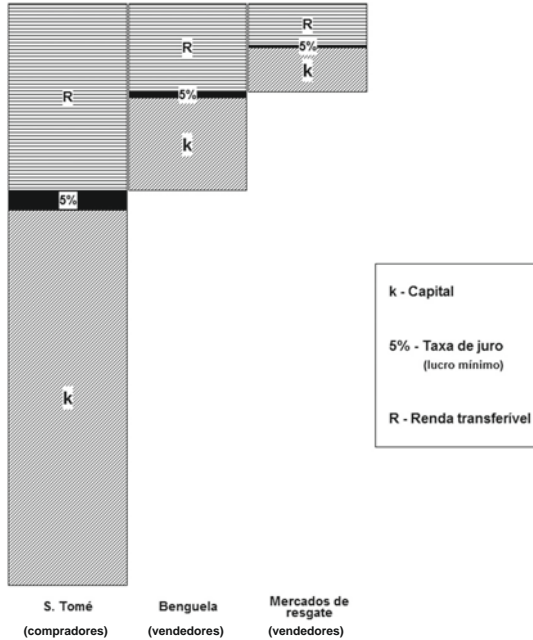 R
R
R
5%
5%
5%
k
k
k
k - Capital
5% - Taxa de juro
(lucro mínimo)
R - Renda transferível
S. Tomé
(compradores)
Benguela
(vendedores)
Mercados de
resgate
(vendedores)